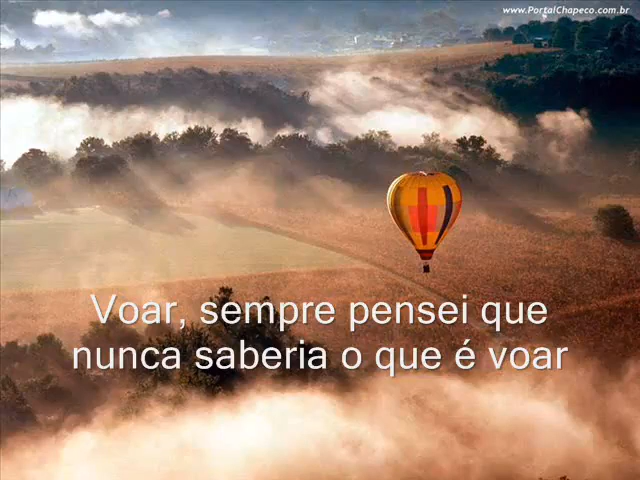 www.PortalChapeco.com.br
Voar, sempre pensei que
nunca saberia o que é voar